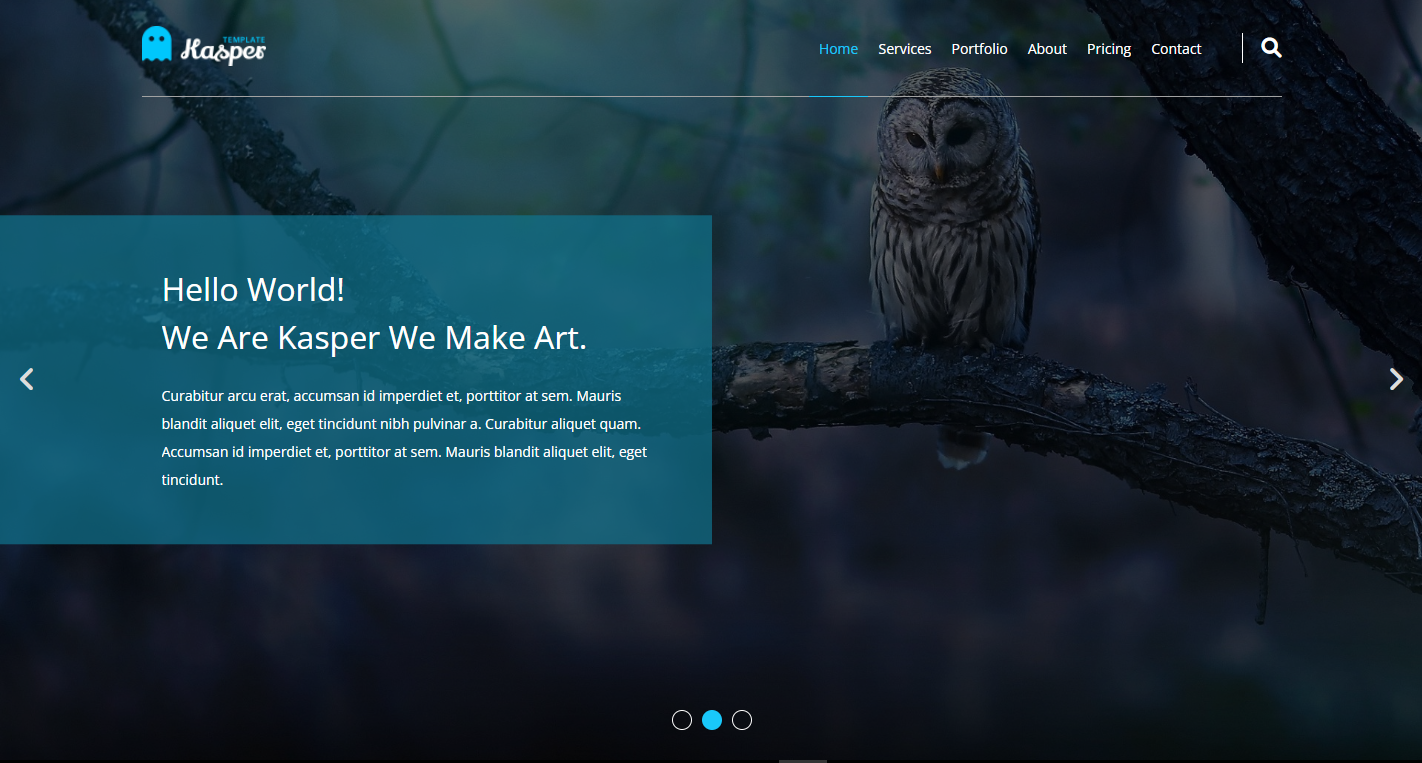 TEMPLATE
Kasper
Home Services Portfolio About Pricing Contact
Hello World!
We Are Kasper We Make Art.
Curabitur arcu erat, accumsan id imperdiet et, porttitor at sem. Mauris
blandit aliquet elit, eget tincidunt nibh pulvinar a. Curabitur aliquet quam.
Accumsan id imperdiet et, porttitor at sem. Mauris blandit aliquet elit, eget
tincidunt.